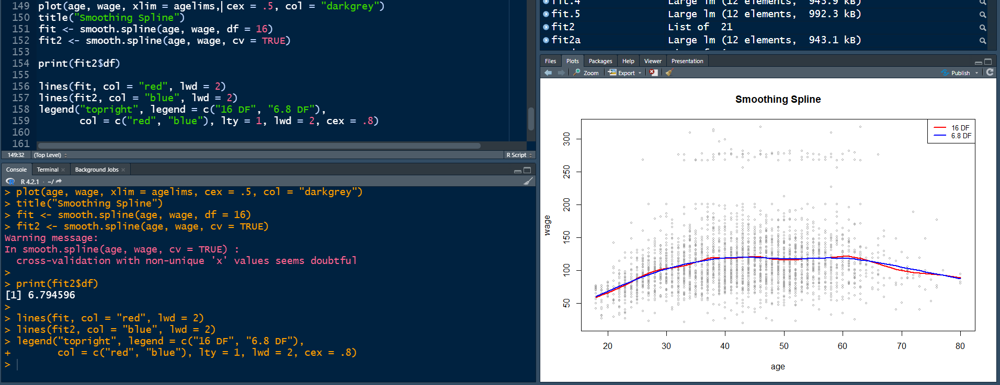 149 plot(age, wage, xlim = agelims, cex = .5, col = "darkgrey")
150 title("Smoothing Spline")
151 fit <- smooth.spline(age, wage, df = 16)
152 fit2 <- smooth.spline(age, wage, cv = TRUE)
153
154 print(fit2$df)
155
156 lines(fit, col = "red", lwd = 2)
157 lines(fit2, col = "blue", lwd = 2)
158 legend("topright", legend = c("16 DF", "6.8 DF"),
159 col = c("red", "blue"), lty = 1, lwd = 2, cex = .8)
160
161
149:32 (Top Level) R Script
Console Terminal Background Jobs
R 4.2.1 · ~/
> plot(age, wage, xlim = agelims, cex = .5, col = "darkgrey")
> title("Smoothing Spline")
> fit <- smooth.spline(age, wage, df = 16)
> fit2 <- smooth.spline(age, wage, cv = TRUE)
Warning message:
In smooth.spline(age, wage, cv = TRUE) :
cross-validation with non-unique 'x' values seems doubtful
>
> print(fit2$df)
[1] 6.794596
>
> lines(fit, col = "red", lwd = 2)
> lines(fit2, col = "blue", lwd = 2)
> legend("topright", legend = c("16 DF", "6.8 DF"),
+ col = c("red", "blue"), lty = 1, lwd = 2, cex = .8)
>
fit.4 Large lm (12 elements, 943.9 kB)
fit.5 Large lm (12 elements, 992.3 kB)
fit2 List of 21
fit2a Large lm (12 elements, 943.1 kB)
Files Plots Packages Help Viewer Presentation
Zoom Export Publish
Smoothing Spline
16 DF
6.8 DF
300
250
200
150
100
50
wage
20 30 40 50 60 70 80
age